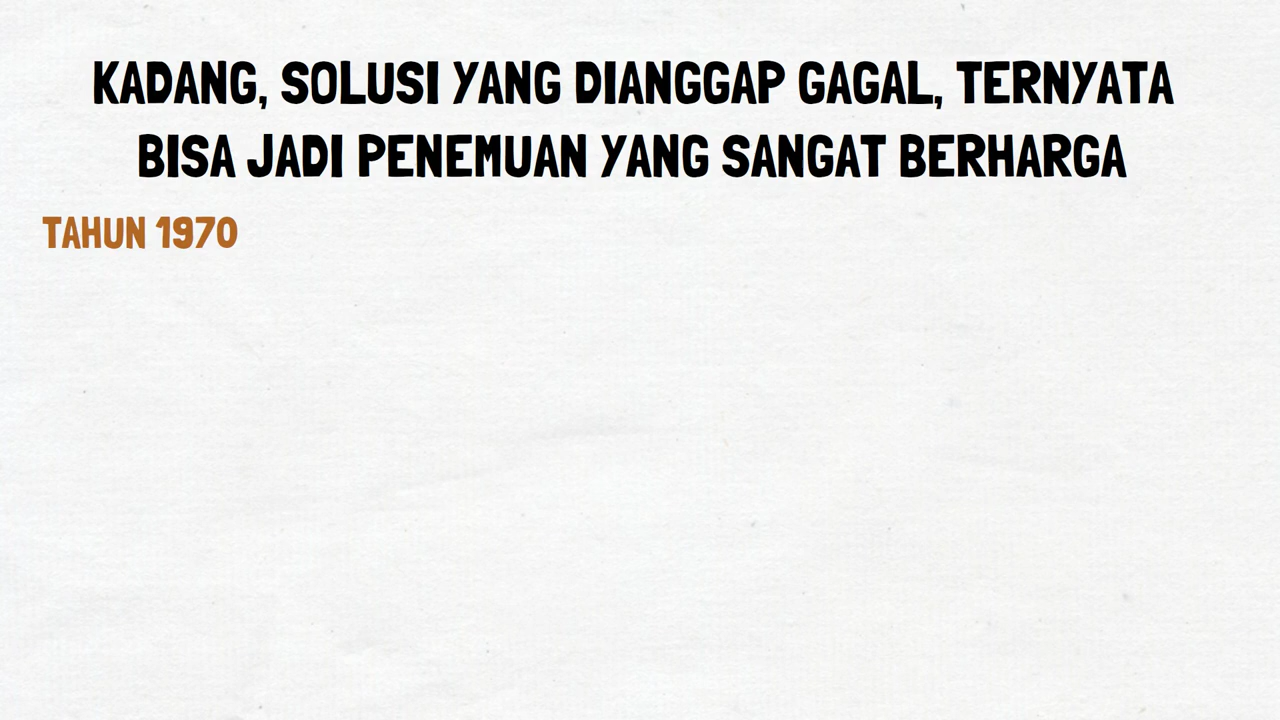 KADANG, SOLUSI YANG DIANGGAP GAGAL, TERNYATA
BISA JADI PENEMUAN YANG SANGAT BERHARGA
TAHUN 1970